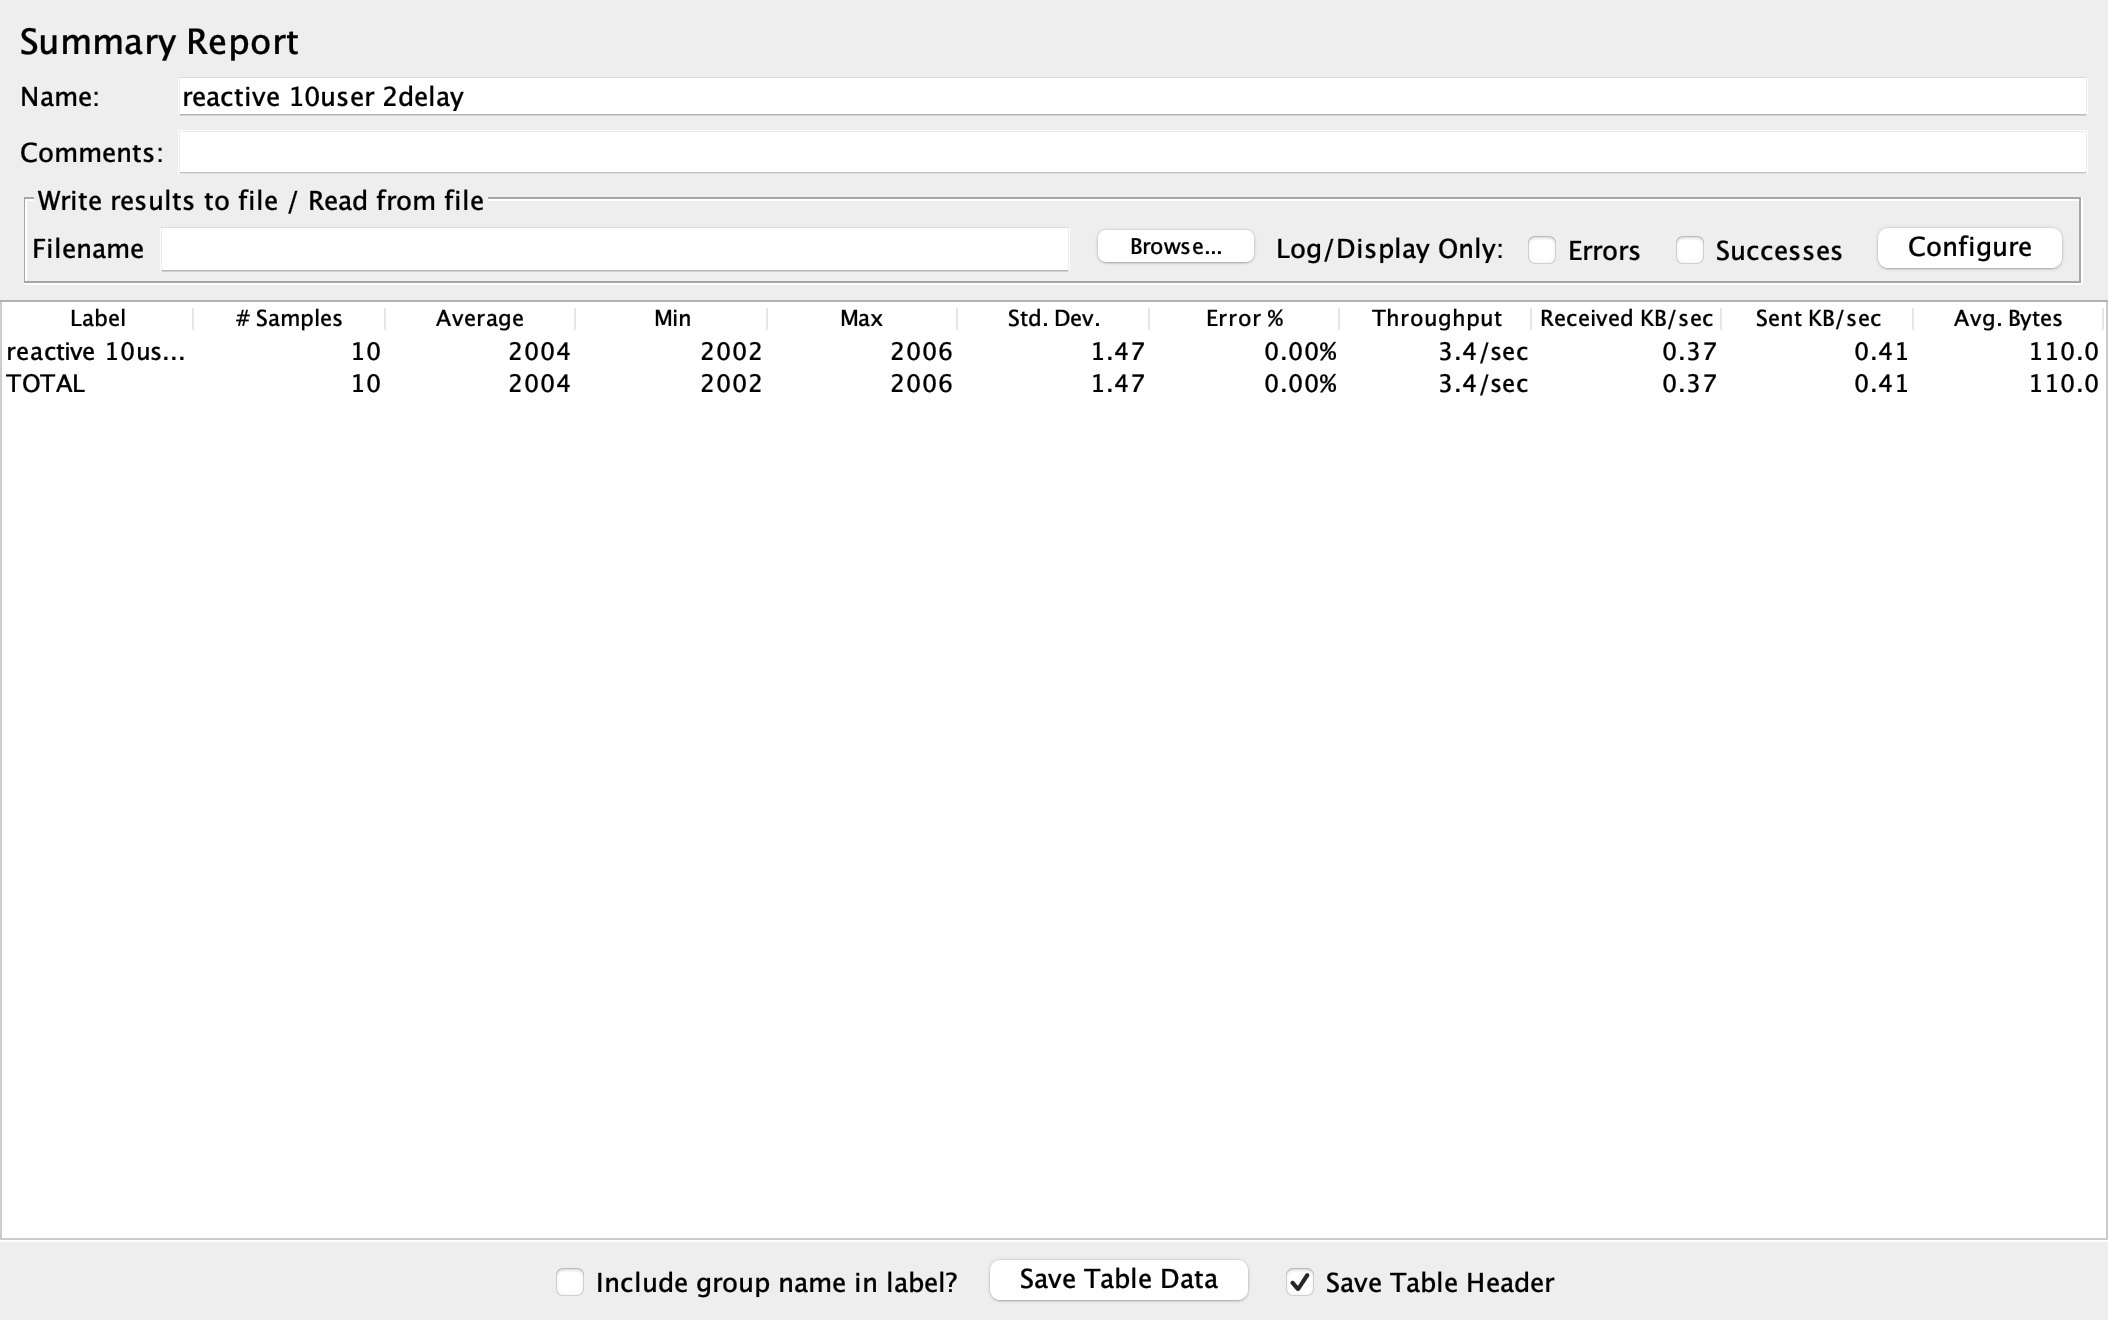 Summary Report
Name: reactive 10user 2delay
Comments:
Write results to file / Read from file
Filename Browse... Log/Display Only: Errors Successes Configure
Label # Samples Average Min Max Std. Dev. Error % Throughput Received KB/sec Sent KB/sec Avg. Bytes
reactive 10us... 10 2004 2002 2006 1.47 0.00% 3.4/sec 0.37 0.41 110.0
TOTAL 10 2004 2002 2006 1.47 0.00% 3.4/sec 0.37 0.41 110.0
Include group name in label? Save Table Data Save Table Header